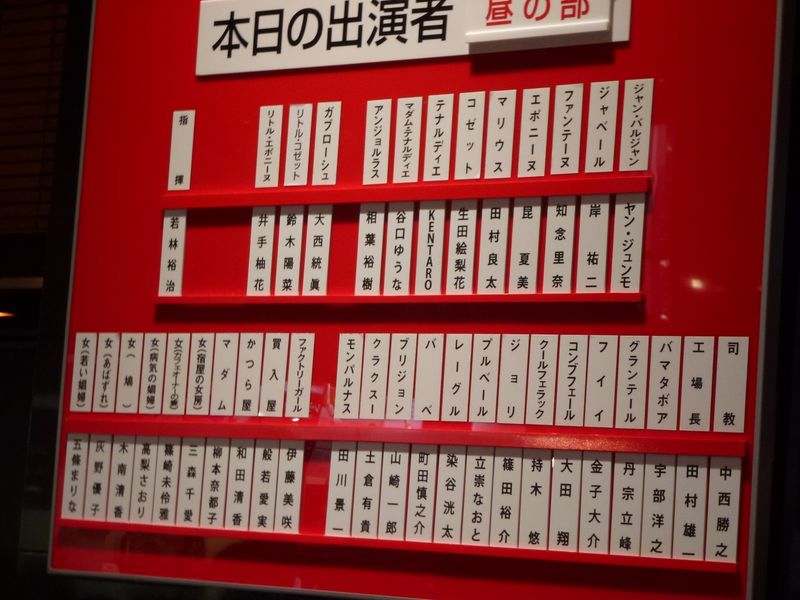 本日の出演者
昼の部
ジャン・バルジャン
ヤン・ジュンモ
ジャベール
岸 祐二
ファンテーヌ
知念里奈
エポニーヌ
昆 夏美
マリウス
田村良太
コゼット
生田絵梨花
テナルディエ
KENTARO
マダム・テナルディエ
谷口ゆうな
アンジョルラス
相葉裕樹
ガブローシュ
大西統眞
リトル・コゼット
鈴木陽菜
リトル・エポニーヌ
井手柚花
指揮
若林裕治
司教
中西勝之
工場長
田村雄一
バマタボア
宇部洋之
グランテール
丹宗立峰
フイイ
金子大介
コンブフェール
大田 翔
クールフェラック
持木 悠
ジョリ
篠田裕介
プルベール
立崇なおと
レーグル
染谷洸太
バベ
町田慎之介
ブリジョン
山﨑一郎
クラクスー
土倉有貴
モンパルナス
田川景一
ファクトリーガール
伊藤美咲
買入屋
般若愛実
かつら屋
和田清香
マダム
柳本奈都子
女(宿屋の女房)
三森千愛
女(カフェオーナーの妻)
篠崎未伶雅
女(病気の娼婦)
高梨さおり
女(鳩)
木南清香
女(あばずれ)
灰野優子
女(若い娼婦)
五條まりな